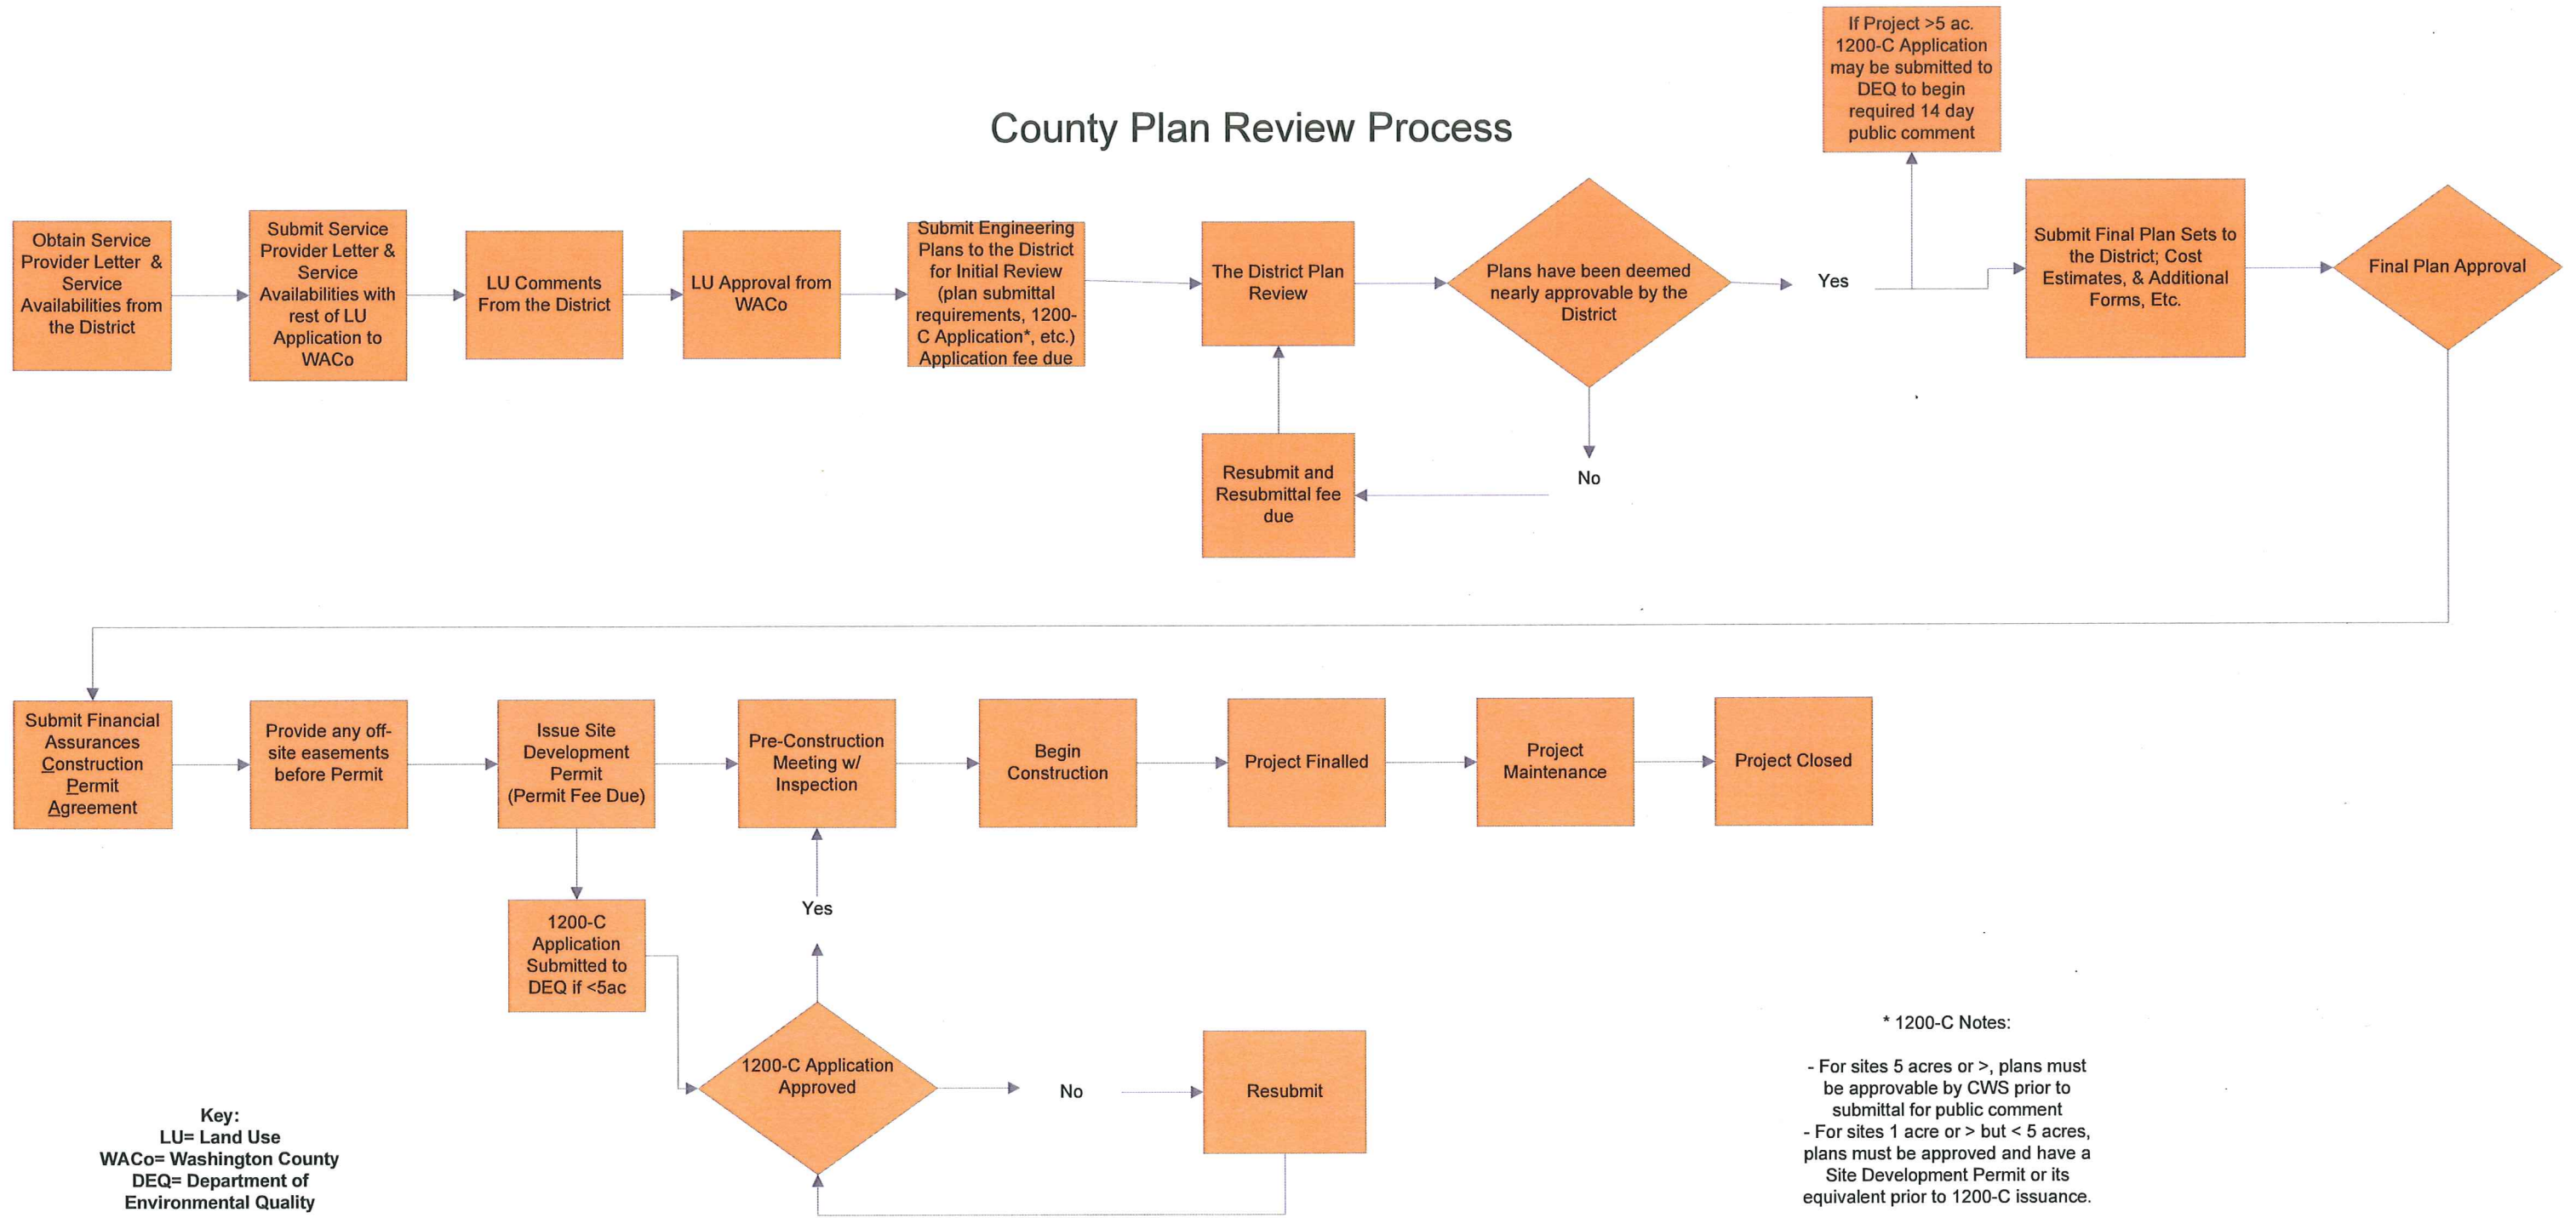 County Plan Review Process
Obtain Service
Provider Letter &
Service
Availabilities from
the District
Submit Service
Provider Letter &
Service
Availabilities with
rest of LU
Application to
WACo
LU Comments
From the District
LU Approval from
WACo
Submit Engineering
Plans to the District
for Initial Review
(plan submittal
requirements, 1200-
C Application*, etc.)
Application fee due
The District Plan
Review
Plans have been deemed
nearly approvable by the
District
Yes
If Project >5 ac.
1200-C Application
may be submitted to
DEQ to begin
required 14 day
public comment
Submit Final Plan Sets to
the District; Cost
Estimates, & Additional
Forms, Etc.
Final Plan Approval
No
Resubmit and
Resubmittal fee
due
Submit Financial
Assurances
Construction
Permit
Agreement
Provide any off-
site easements
before Permit
Issue Site
Development
Permit
(Permit Fee Due)
Pre-Construction
Meeting w/
Inspection
Begin
Construction
Project Finalled
Project
Maintenance
Project Closed
1200-C
Application
Submitted to
DEQ if <5ac
Yes
1200-C Application
Approved
No
Resubmit
Key:
LU= Land Use
WACo= Washington County
DEQ= Department of
Environmental Quality
* 1200-C Notes:
- For sites 5 acres or >, plans must
be approvable by CWS prior to
submittal for public comment
- For sites 1 acre or > but < 5 acres,
plans must be approved and have a
Site Development Permit or its
equivalent prior to 1200-C issuance.